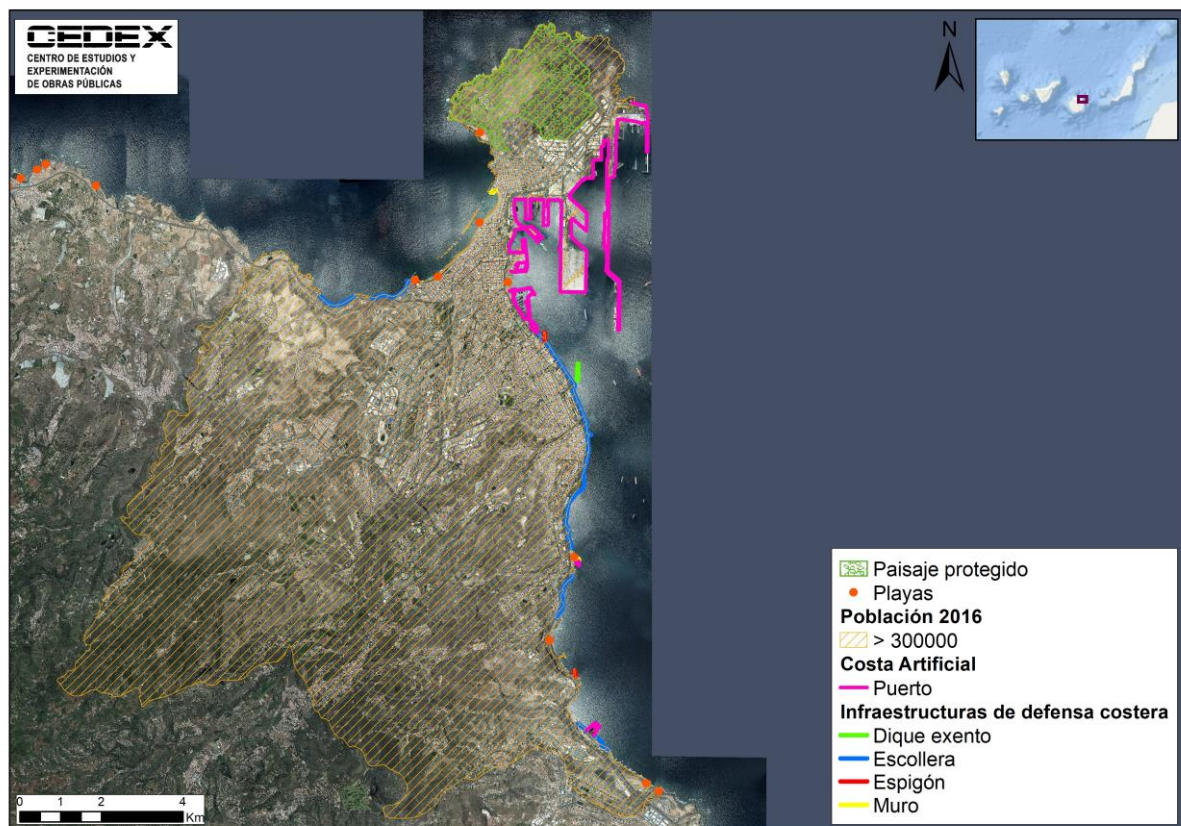 CEDEX
CENTRO DE ESTUDIOS Y
EXPERIMENTACIÓN
DE OBRAS PÚBLICAS
N
Paisaje protegido
Playas
Población 2016
> 300000
Costa Artificial
Puerto
Infraestructuras de defensa costera
Dique exento
Escollera
Espigón
Muro
0 1 2 4
Km